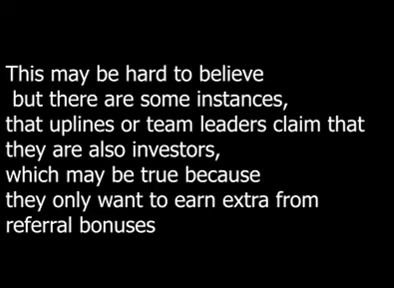 This may be hard to believe
but there are some instances,
that uplines or team leaders claim that
they are also investors,
which may be true because
they only want to earn extra from
referral bonuses